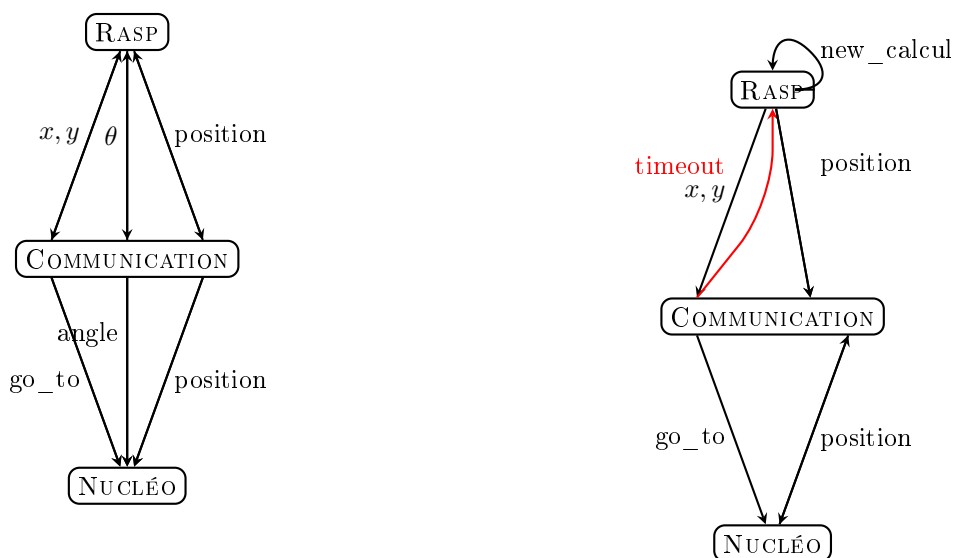 RASP
x, y
θ
position
COMMUNICATION
angle
go_to
position
NUCLÉO
new_calcul
RASP
timeout
x, y
position
COMMUNICATION
go_to
position
NUCLÉO